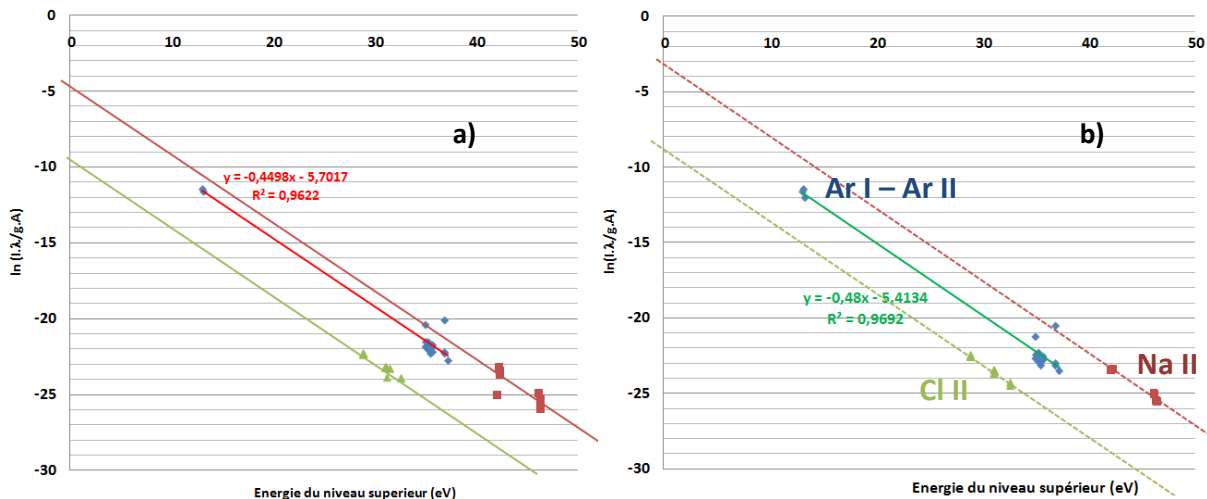 0
0 10 20 30 40 50
-5
-10
-15
-20
-25
-30
ln (I.λ/g.A)
a)
y = -0,4498x - 5,7017
R² = 0,9622
Energie du niveau superieur (eV)
0
0 10 20 30 40 50
-5
-10
-15
-20
-25
-30
ln(I.λ/g.A)
b)
Ar I – Ar II
y = -0,48x - 5,4134
R² = 0,9692
Na II
Cl II
Energie du niveau supérieur (eV)